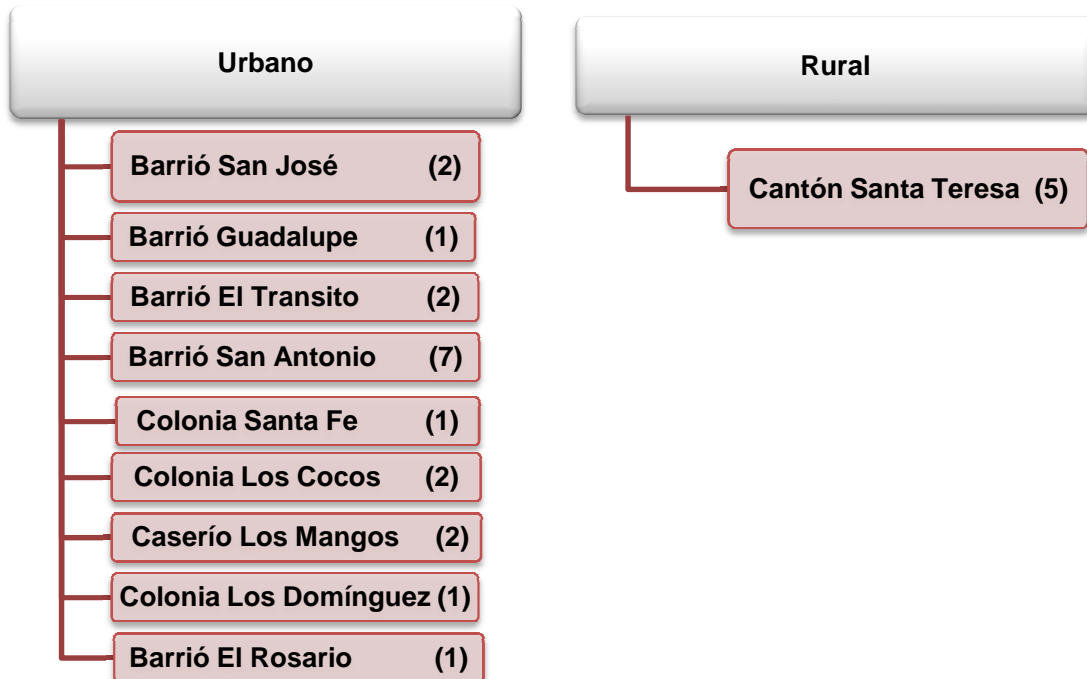 Urbano
Barrió San José (2)
Barrió Guadalupe (1)
Barrió El Transito (2)
Barrió San Antonio (7)
Colonia Santa Fe (1)
Colonia Los Cocos (2)
Caserío Los Mangos (2)
Colonia Los Domínguez (1)
Barrió El Rosario (1)
Rural
Cantón Santa Teresa (5)